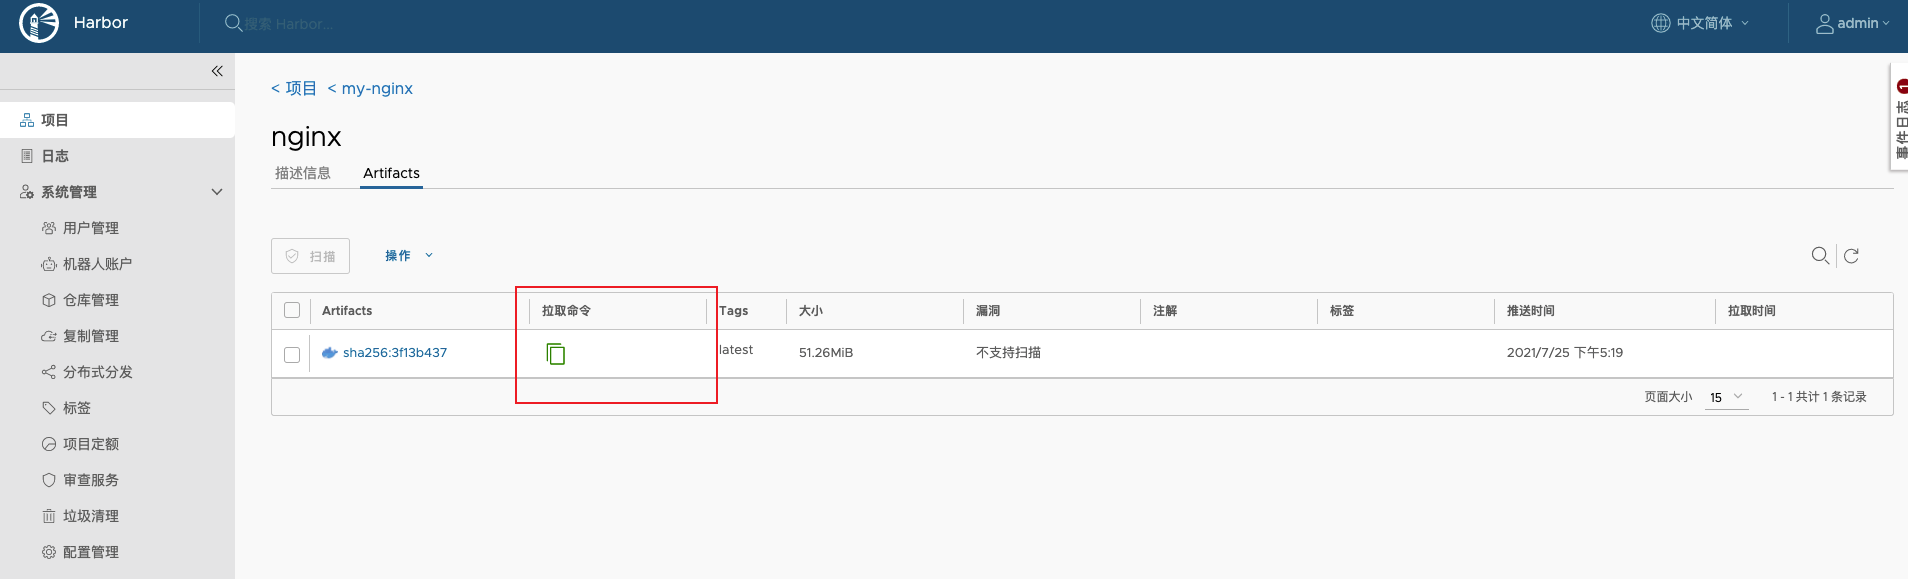 Harbor
搜索 Harbor...
中文简体
admin
项目
日志
系统管理
用户管理
机器人账户
仓库管理
复制管理
分布式分发
标签
项目定额
审查服务
垃圾清理
配置管理
< 项目 < my-nginx
nginx
描述信息 Artifacts
扫描 操作
Artifacts 拉取命令 Tags 大小 漏洞 注解 标签 推送时间 拉取时间
sha256:3f13b437 latest 51.26MiB 不支持扫描 2021/7/25 下午5:19
页面大小 15 1 - 1 共计 1 条记录
1
事件日志